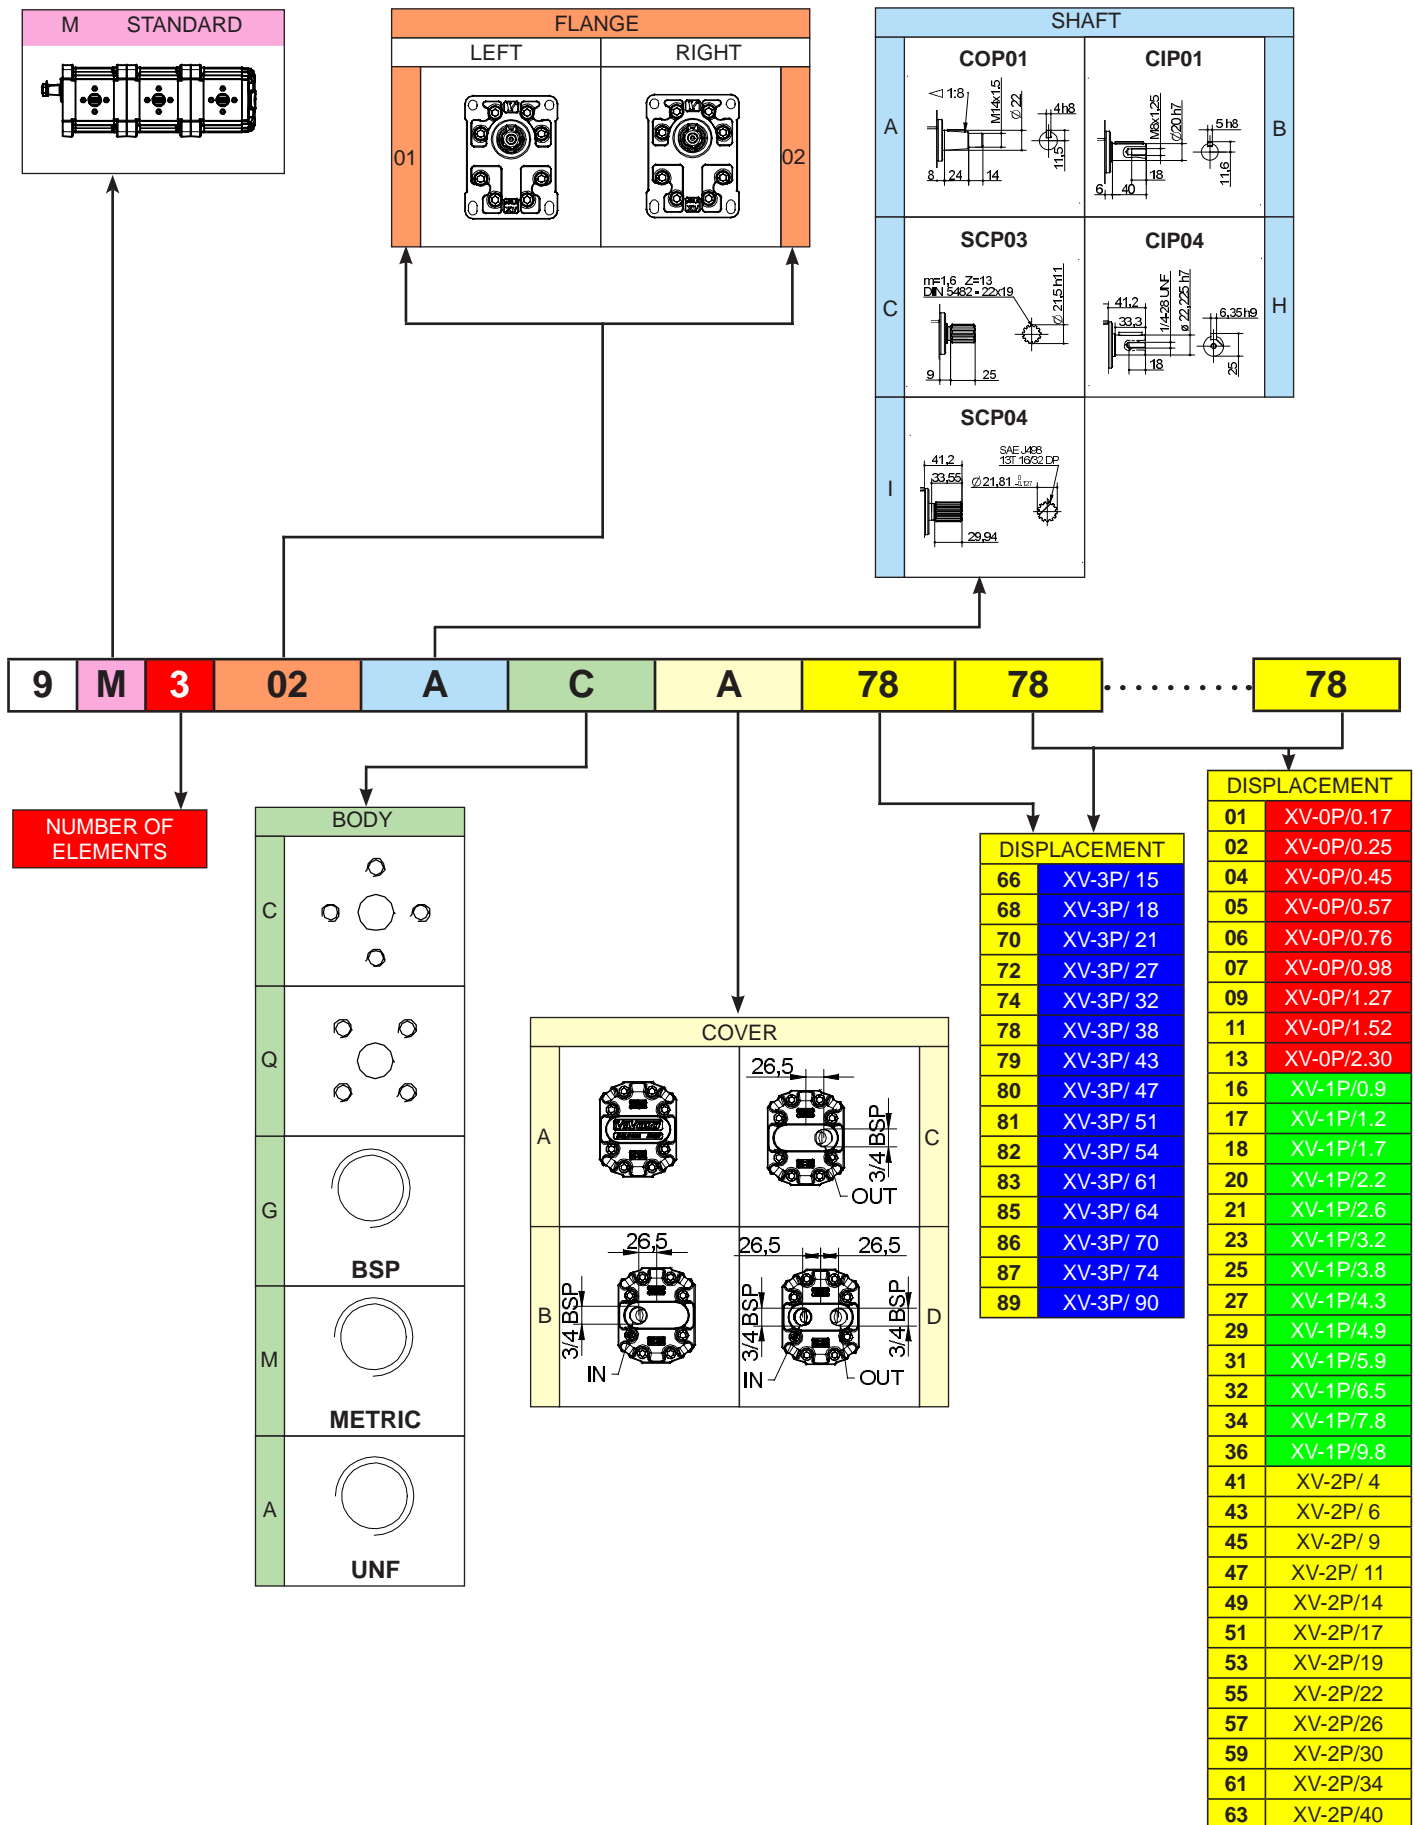 M STANDARD
FLANGE
LEFT RIGHT
01
02
SHAFT
A
COP01
1:8
M14x1.5
Ø 22
4 h8
11,5
8 24 14
CIP01
M8x1,25
Ø20 h7
5 h8
11,6
18
6 40
B
C
SCP03
m=1,6 Z=13
DIN 5482 - 22x19
Ø 21,5 h11
9 25
CIP04
41,2
33,3
1/4-28 UNF
ø 22,225 h7
6,35 h9
18
25
H
I
SCP04
41,2
33,55
SAE J498
13T 16/32 DP
Ø 21,81
29,94
9 M 3 02 A C A 78 78 ......... 78
NUMBER OF
ELEMENTS
BODY
C
Q
G
BSP
M
METRIC
A
UNF
COVER
A
26,5
3/4 BSP
OUT
C
B
26,5
3/4 BSP
IN
26,5 26,5
3/4 BSP
3/4 BSP
IN OUT
D
DISPLACEMENT
66 XV-3P/ 15
68 XV-3P/ 18
70 XV-3P/ 21
72 XV-3P/ 27
74 XV-3P/ 32
78 XV-3P/ 38
79 XV-3P/ 43
80 XV-3P/ 47
81 XV-3P/ 51
82 XV-3P/ 54
83 XV-3P/ 61
85 XV-3P/ 64
86 XV-3P/ 70
87 XV-3P/ 74
89 XV-3P/ 90
DISPLACEMENT
01 XV-0P/0.17
02 XV-0P/0.25
04 XV-0P/0.45
05 XV-0P/0.57
06 XV-0P/0.76
07 XV-0P/0.98
09 XV-0P/1.27
11 XV-0P/1.52
13 XV-0P/2.30
16 XV-1P/0.9
17 XV-1P/1.2
18 XV-1P/1.7
20 XV-1P/2.2
21 XV-1P/2.6
23 XV-1P/3.2
25 XV-1P/3.8
27 XV-1P/4.3
29 XV-1P/4.9
31 XV-1P/5.9
32 XV-1P/6.5
34 XV-1P/7.8
36 XV-1P/9.8
41 XV-2P/ 4
43 XV-2P/ 6
45 XV-2P/ 9
47 XV-2P/ 11
49 XV-2P/14
51 XV-2P/17
53 XV-2P/19
55 XV-2P/22
57 XV-2P/26
59 XV-2P/30
61 XV-2P/34
63 XV-2P/40